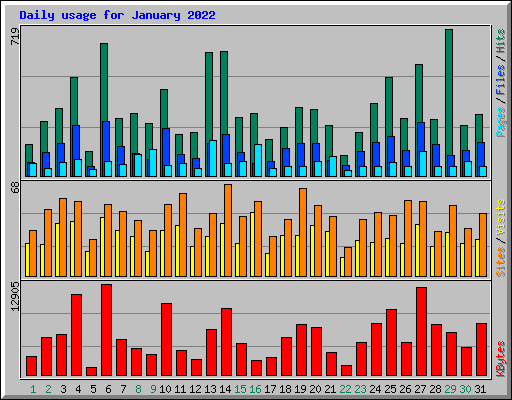 Daily usage for January 2022
719
Pages / Files / Hits
68
Sites / Visits
12905
KBytes
1 2 3 4 5 6 7 8 9 10 11 12 13 14 15 16 17 18 19 20 21 22 23 24 25 26 27 28 29 30 31